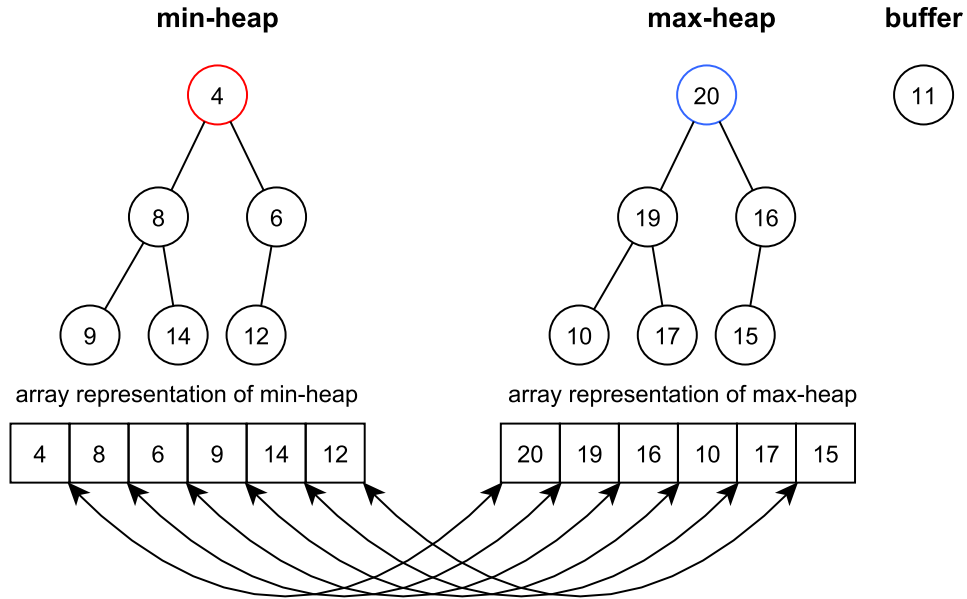 min-heap max-heap buffer
4 20 11
8 6 19 16
9 14 12 10 17 15
array representation of min-heap array representation of max-heap
4 8 6 9 14 12 20 19 16 10 17 15